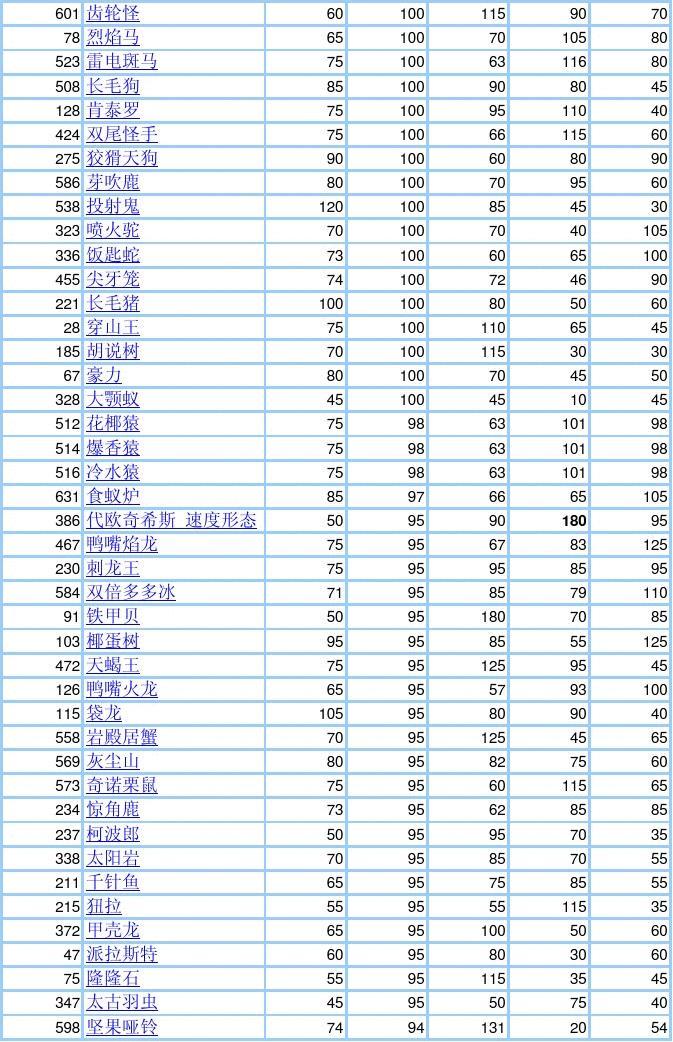 601 齿轮怪 60 100 115 90 70
78 烈焰马 65 100 70 105 80
523 雷电斑马 75 100 63 116 80
508 长毛狗 85 100 90 80 45
128 肯泰罗 75 100 95 110 40
424 双尾怪手 75 100 66 115 60
275 狡猾天狗 90 100 60 80 90
586 芽吹鹿 80 100 70 95 60
538 投射鬼 120 100 85 45 30
323 喷火驼 70 100 70 40 105
336 饭匙蛇 73 100 60 65 100
455 尖牙笼 74 100 72 46 90
221 长毛猪 100 100 80 50 60
28 穿山王 75 100 110 65 45
185 胡说树 70 100 115 30 30
67 豪力 80 100 70 45 50
328 大颚蚁 45 100 45 10 45
512 花椰猿 75 98 63 101 98
514 爆香猿 75 98 63 101 98
516 冷水猿 75 98 63 101 98
631 食蚁炉 85 97 66 65 105
386 代欧奇希斯 速度形态 50 95 90 180 95
467 鸭嘴焰龙 75 95 67 83 125
230 刺龙王 75 95 95 85 95
584 双倍多多冰 71 95 85 79 110
91 铁甲贝 50 95 180 70 85
103 椰蛋树 95 95 85 55 125
472 天蝎王 75 95 125 95 45
126 鸭嘴火龙 65 95 57 93 100
115 袋龙 105 95 80 90 40
558 岩殿居蟹 70 95 125 45 65
569 灰尘山 80 95 82 75 60
573 奇诺栗鼠 75 95 60 115 65
234 惊角鹿 73 95 62 85 85
237 柯波郎 50 95 95 70 35
338 太阳岩 70 95 85 70 55
211 千针鱼 65 95 75 85 55
215 狃拉 55 95 55 115 35
372 甲壳龙 65 95 100 50 60
47 派拉斯特 60 95 80 30 60
75 隆隆石 55 95 115 35 45
347 太古羽虫 45 95 50 75 40
598 坚果哑铃 74 94 131 20 54